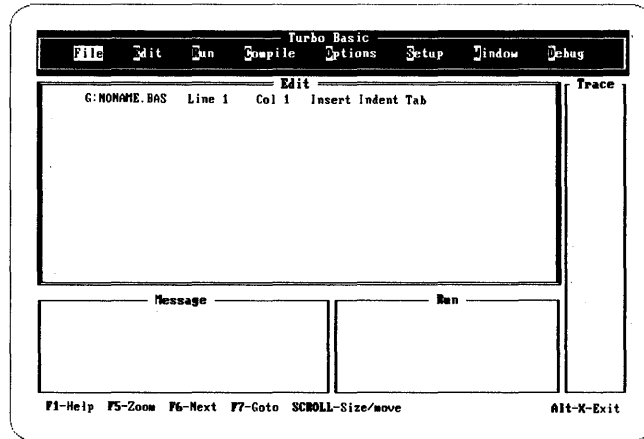 Turbo Basic
File Edit Run Compile Options Setup Window Debug
Edit
Trace
G:NONAME.BAS Line 1 Col 1 Insert Indent Tab
Message
Run
F1-Help F5-Zoom F6-Next F7-Goto SCROLL-Size/move Alt-X-Exit